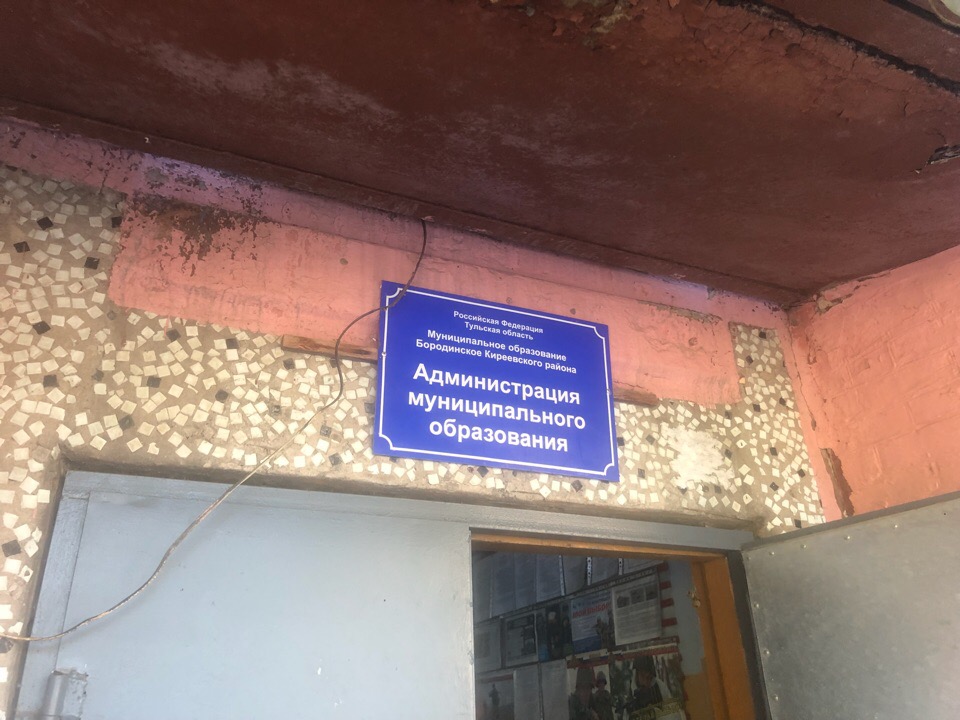 Российская Федерация
Тульская область
Муниципальное образование
Бородинское Киреевского района
Администрация
муниципального
образования